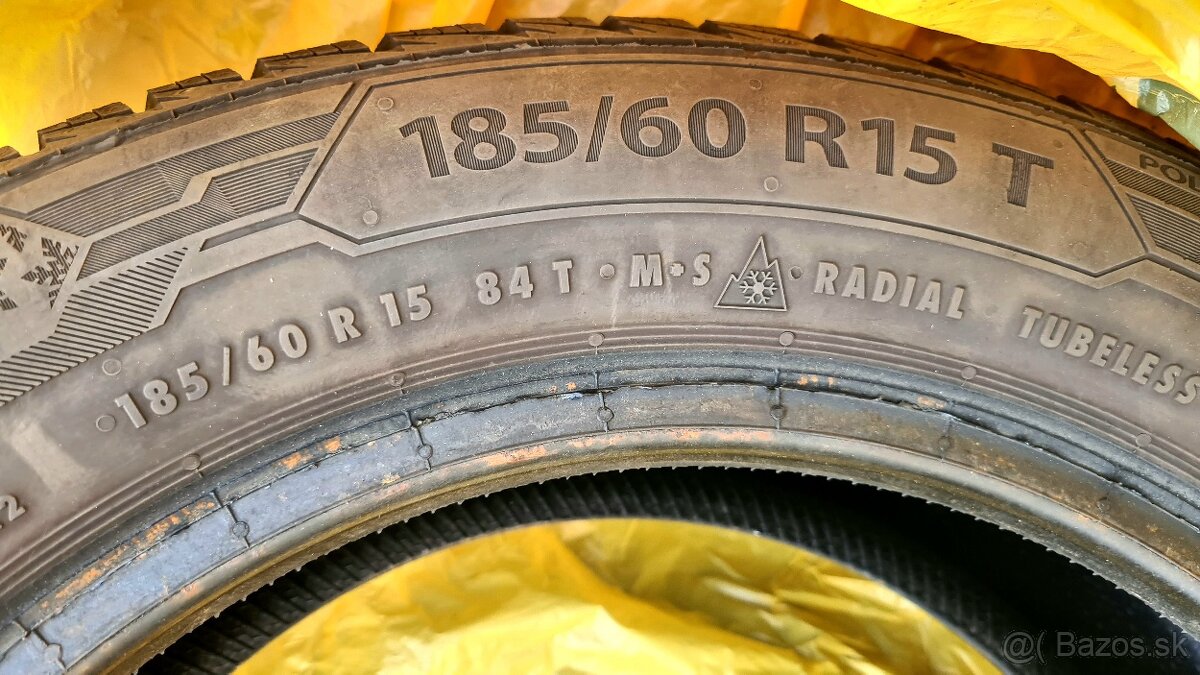 185/60 R15 T
185/60 R 15 84 T · M+S · RADIAL TUBELESS
@( Bazos.sk